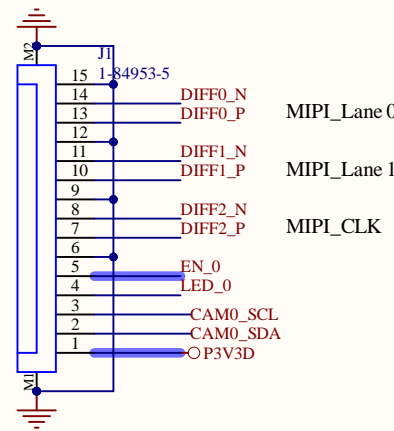 M2
J1
1-84953-5
15
14 DIFF0_N
13 DIFF0_P MIPI_Lane 0
12
11 DIFF1_N
10 DIFF1_P MIPI_Lane 1
9
8 DIFF2_N
7 DIFF2_P MIPI_CLK
6
5 EN_0
4 LED_0
3 CAM0_SCL
2 CAM0_SDA
1 P3V3D
M1